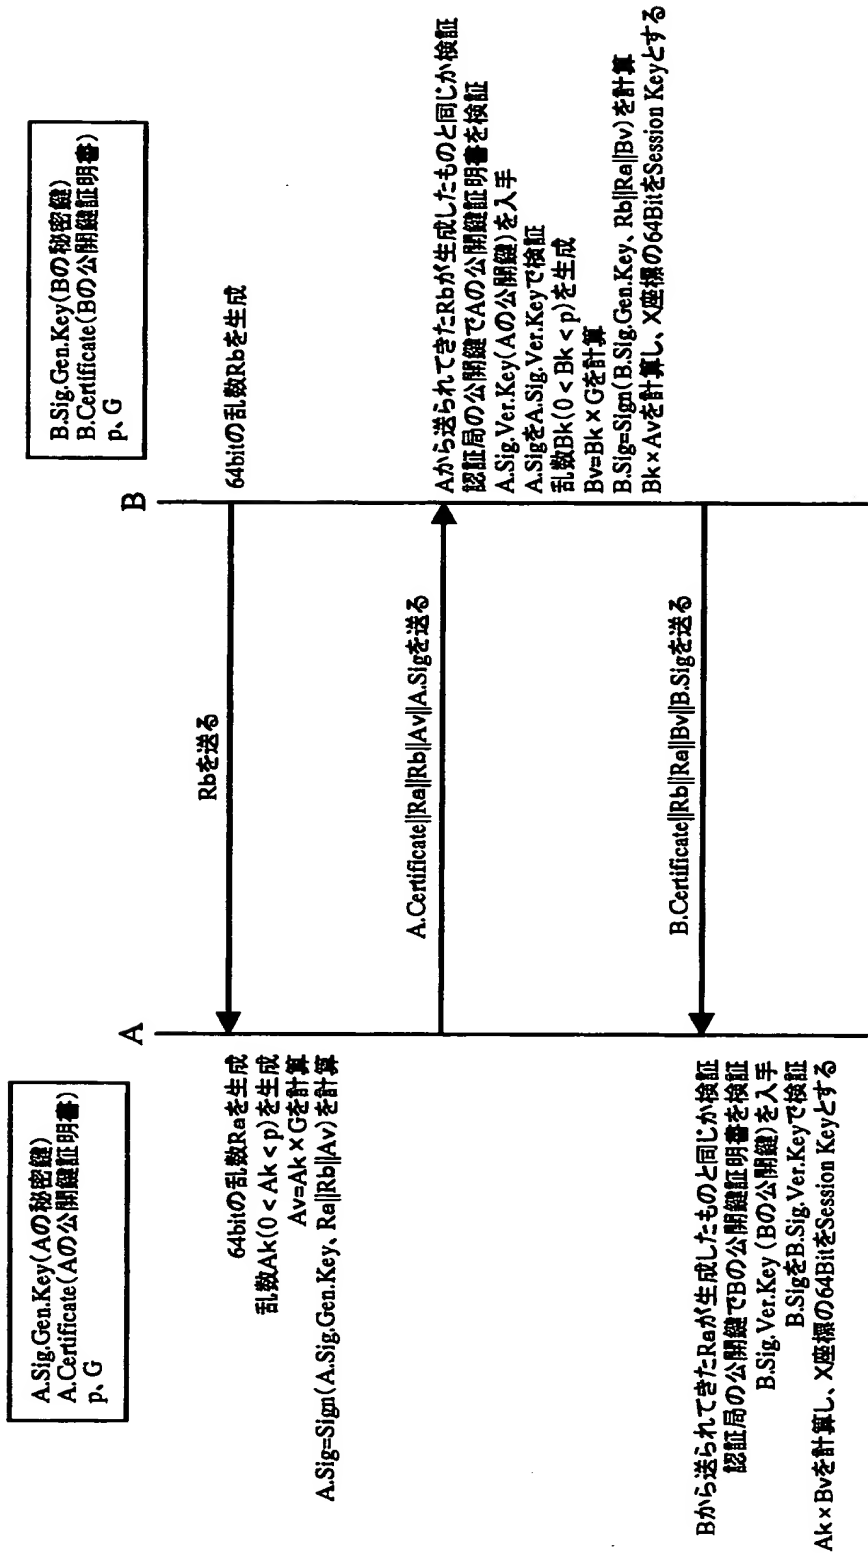 A
A.Sig.Gen.Key(Aの秘密鍵)
A.Certificate(Aの公開鍵証明書)
p、G
B
B.Sig.Gen.Key(Bの秘密鍵)
B.Certificate(Bの公開鍵証明書)
p、G
64bitの乱数Rbを生成
Rbを送る
64bitの乱数Raを生成
乱数Ak(0<Ak<p)を生成
Av=Ak×Gを計算
A.Sig=Sign(A.Sig.Gen.Key、Ra||Rb||Av)を計算
A.Certificate||Ra||Rb||Av||A.Sigを送る
Aから送られてきたRbが生成したものと同じか検証
認証局の公開鍵でAの公開鍵証明書を検証
A.Sig.Ver.Key(Aの公開鍵)を入手
A.SigをA.Sig.Ver.Keyで検証
乱数Bk(0<Bk<p)を生成
Bv=Bk×Gを計算
B.Sig=Sign(B.Sig.Gen.Key、Rb||Ra||Bv)を計算
Bk×Avを計算し、X座標の64BitをSession Keyとする
B.Certificate||Rb||Ra||Bv||B.Sigを送る
Bから送られてきたRaが生成したものと同じか検証
認証局の公開鍵でBの公開鍵証明書を検証
B.Sig.Ver.Key (Bの公開鍵)を入手
B.SigをB.Sig.Ver.Keyで検証
Ak×Bvを計算し、X座標の64BitをSession Keyとする